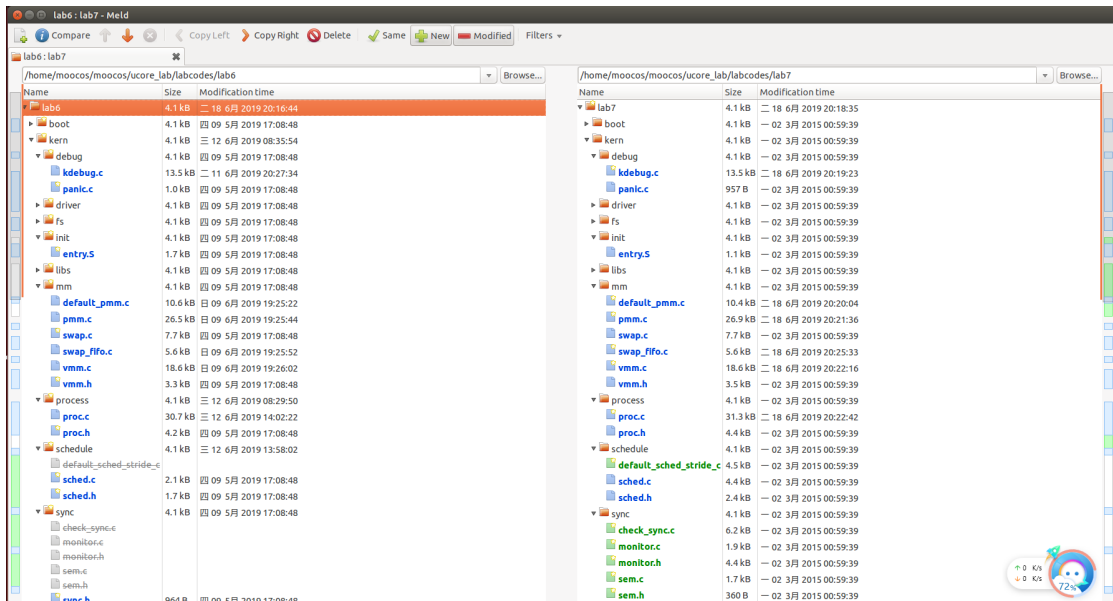 lab6 : lab7 - Meld
Compare Copy Left Copy Right Delete Same New Modified Filters
lab6 : lab7
/home/moocos/moocos/ucore_lab/labcodes/lab6 Browse... /home/moocos/moocos/ucore_lab/labcodes/lab7 Browse...
Name Size Modification time Name Size Modification time
lab6 4.1 kB 二 18 6月 2019 20:16:44 lab7 4.1 kB 二 18 6月 2019 20:18:35
boot 4.1 kB 四 09 5月 2019 17:08:48 boot 4.1 kB 一 02 3月 2015 00:59:39
kern 4.1 kB 三 12 6月 2019 08:35:54 kern 4.1 kB 一 02 3月 2015 00:59:39
debug 4.1 kB 四 09 5月 2019 17:08:48 debug 4.1 kB 一 02 3月 2015 00:59:39
kdebug.c 13.5 kB 二 11 6月 2019 20:27:34 kdebug.c 13.5 kB 二 18 6月 2019 20:19:23
panic.c 1.0 kB 四 09 5月 2019 17:08:48 panic.c 957 B 一 02 3月 2015 00:59:39
driver 4.1 kB 四 09 5月 2019 17:08:48 driver 4.1 kB 一 02 3月 2015 00:59:39
fs 4.1 kB 四 09 5月 2019 17:08:48 fs 4.1 kB 一 02 3月 2015 00:59:39
init 4.1 kB 四 09 5月 2019 17:08:48 init 4.1 kB 一 02 3月 2015 00:59:39
entry.S 1.7 kB 四 09 5月 2019 17:08:48 entry.S 1.1 kB 一 02 3月 2015 00:59:39
libs 4.1 kB 四 09 5月 2019 17:08:48 libs 4.1 kB 一 02 3月 2015 00:59:39
mm 4.1 kB 四 09 5月 2019 17:08:48 mm 4.1 kB 一 02 3月 2015 00:59:39
default_pmm.c 10.6 kB 日 09 6月 2019 19:25:22 default_pmm.c 10.4 kB 二 18 6月 2019 20:20:04
pmm.c 26.5 kB 日 09 6月 2019 19:25:44 pmm.c 26.9 kB 二 18 6月 2019 20:21:36
swap.c 7.7 kB 四 09 5月 2019 17:08:48 swap.c 7.7 kB 一 02 3月 2015 00:59:39
swap_fifo.c 5.6 kB 日 09 6月 2019 19:25:52 swap_fifo.c 5.6 kB 二 18 6月 2019 20:25:33
vmm.c 18.6 kB 日 09 6月 2019 19:26:02 vmm.c 18.6 kB 二 18 6月 2019 20:22:16
vmm.h 3.3 kB 四 09 5月 2019 17:08:48 vmm.h 3.5 kB 一 02 3月 2015 00:59:39
process 4.1 kB 三 12 6月 2019 08:29:50 process 4.1 kB 一 02 3月 2015 00:59:39
proc.c 30.7 kB 三 12 6月 2019 14:02:22 proc.c 31.3 kB 二 18 6月 2019 20:22:42
proc.h 4.2 kB 四 09 5月 2019 17:08:48 proc.h 4.4 kB 一 02 3月 2015 00:59:39
schedule 4.1 kB 三 12 6月 2019 13:58:02 schedule 4.1 kB 一 02 3月 2015 00:59:39
default_sched_stride_c default_sched_stride_c 4.5 kB 一 02 3月 2015 00:59:39
sched.c 2.1 kB 四 09 5月 2019 17:08:48 sched.c 4.4 kB 一 02 3月 2015 00:59:39
sched.h 1.7 kB 四 09 5月 2019 17:08:48 sched.h 2.4 kB 一 02 3月 2015 00:59:39
sync 4.1 kB 四 09 5月 2019 17:08:48 sync 4.1 kB 一 02 3月 2015 00:59:39
check_sync.c check_sync.c 6.2 kB 一 02 3月 2015 00:59:39
monitor.c monitor.c 1.9 kB 一 02 3月 2015 00:59:39
monitor.h monitor.h 4.4 kB 一 02 3月 2015 00:59:39
sem.c sem.c 1.7 kB 一 02 3月 2015 00:59:39
sem.h sem.h 360 B 一 02 3月 2015 00:59:39
sync.h 964 B 四 09 5月 2019 17:08:48
↑ 0 K/s
↓ 0 K/s
72%